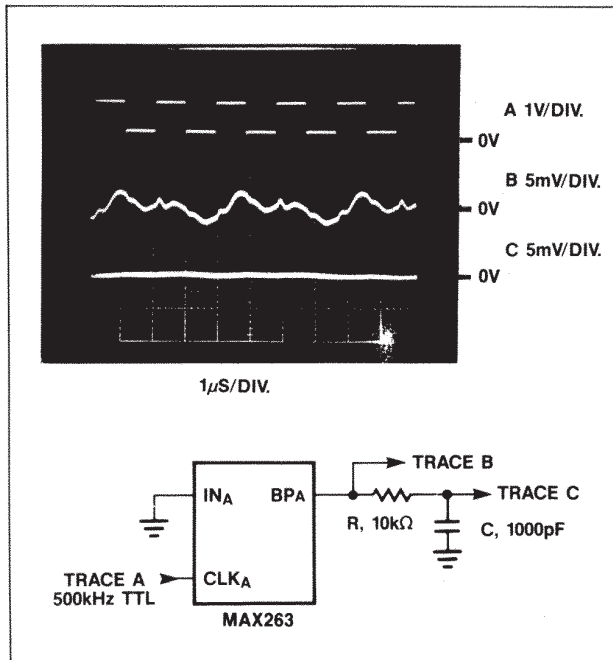 A 1V/DIV.
0V
B 5mV/DIV.
0V
C 5mV/DIV.
0V
1μS/DIV.
TRACE B
INA
BPA
TRACE C
R, 10kΩ
C, 1000pF
TRACE A
500kHz TTL
CLKA
MAX263